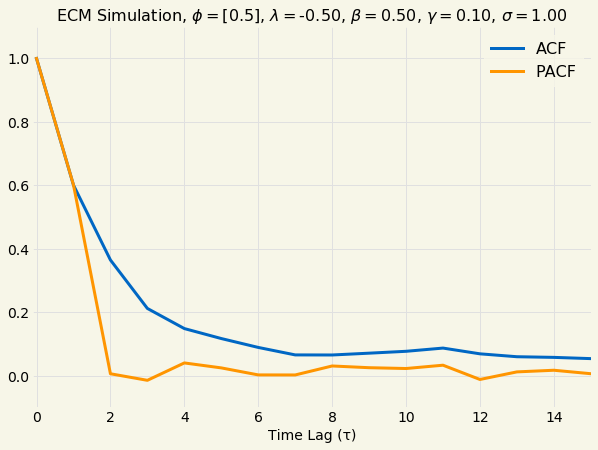 ECM Simulation, ϕ = [0.5], λ = -0.50, β = 0.50, γ = 0.10, σ = 1.00
ACF
PACF
1.0
0.8
0.6
0.4
0.2
0.0
0 2 4 6 8 10 12 14
Time Lag (τ)